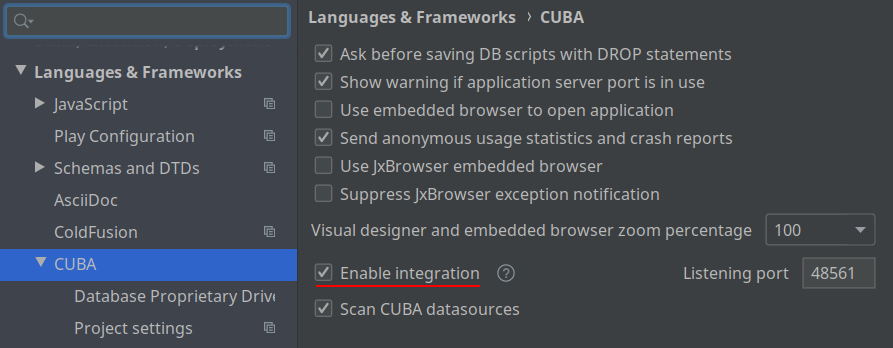 Languages & Frameworks
JavaScript
Play Configuration
Schemas and DTDs
AsciiDoc
ColdFusion
CUBA
Database Proprietary Drive
Project settings
Languages & Frameworks › CUBA
Ask before saving DB scripts with DROP statements
Show warning if application server port is in use
Use embedded browser to open application
Send anonymous usage statistics and crash reports
Use JxBrowser embedded browser
Suppress JxBrowser exception notification
Visual designer and embedded browser zoom percentage 100
Enable integration ? Listening port 48561
Scan CUBA datasources